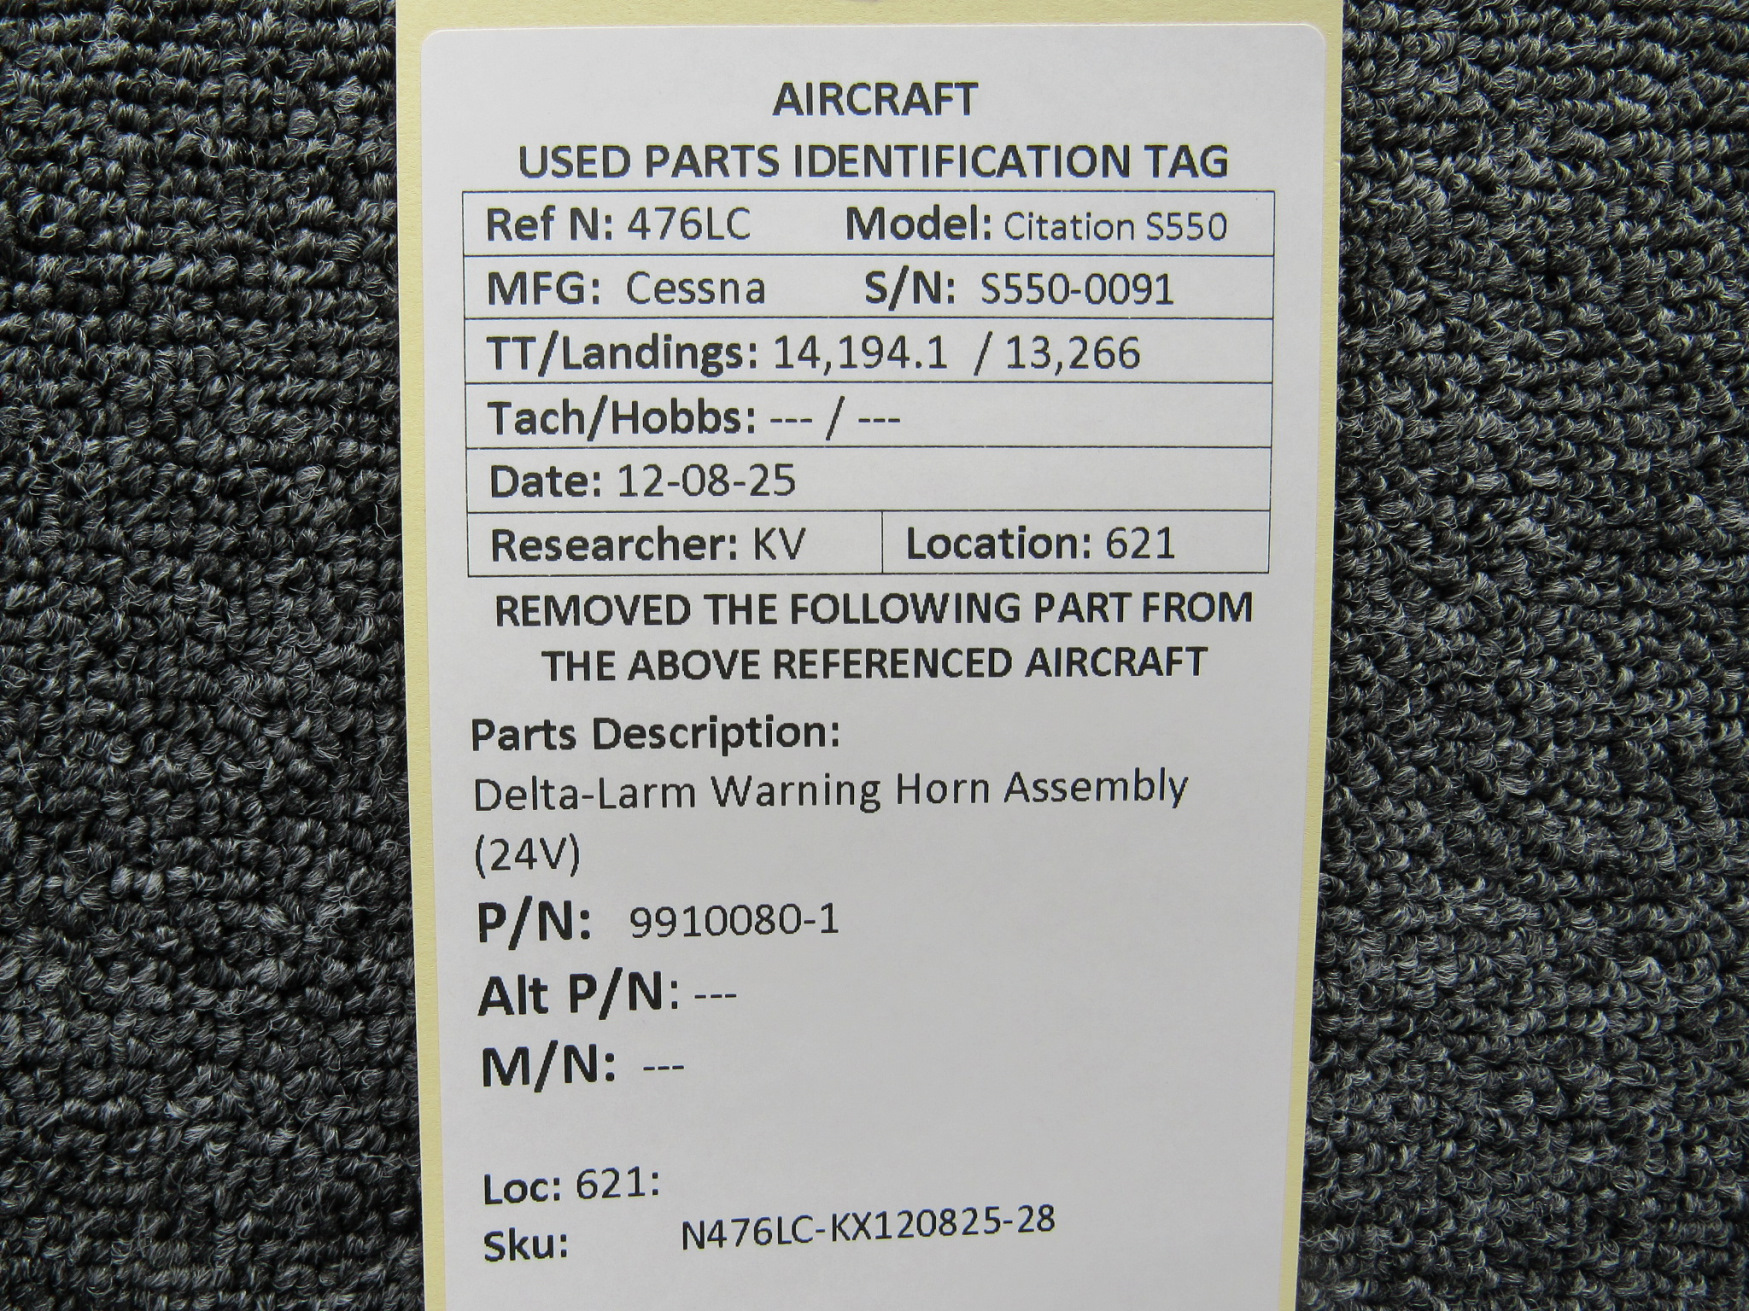 AIRCRAFT
USED PARTS IDENTIFICATION TAG
Ref N: 476LC Model: Citation S550
MFG: Cessna S/N: S550-0091
TT/Landings: 14,194.1 / 13,266
Tach/Hobbs: --- / ---
Date: 12-08-25
Researcher: KV Location: 621
REMOVED THE FOLLOWING PART FROM
THE ABOVE REFERENCED AIRCRAFT
Parts Description:
Delta-Larm Warning Horn Assembly
(24V)
P/N: 9910080-1
Alt P/N: ---
M/N: ---
Loc: 621:
Sku: N476LC-KX120825-28